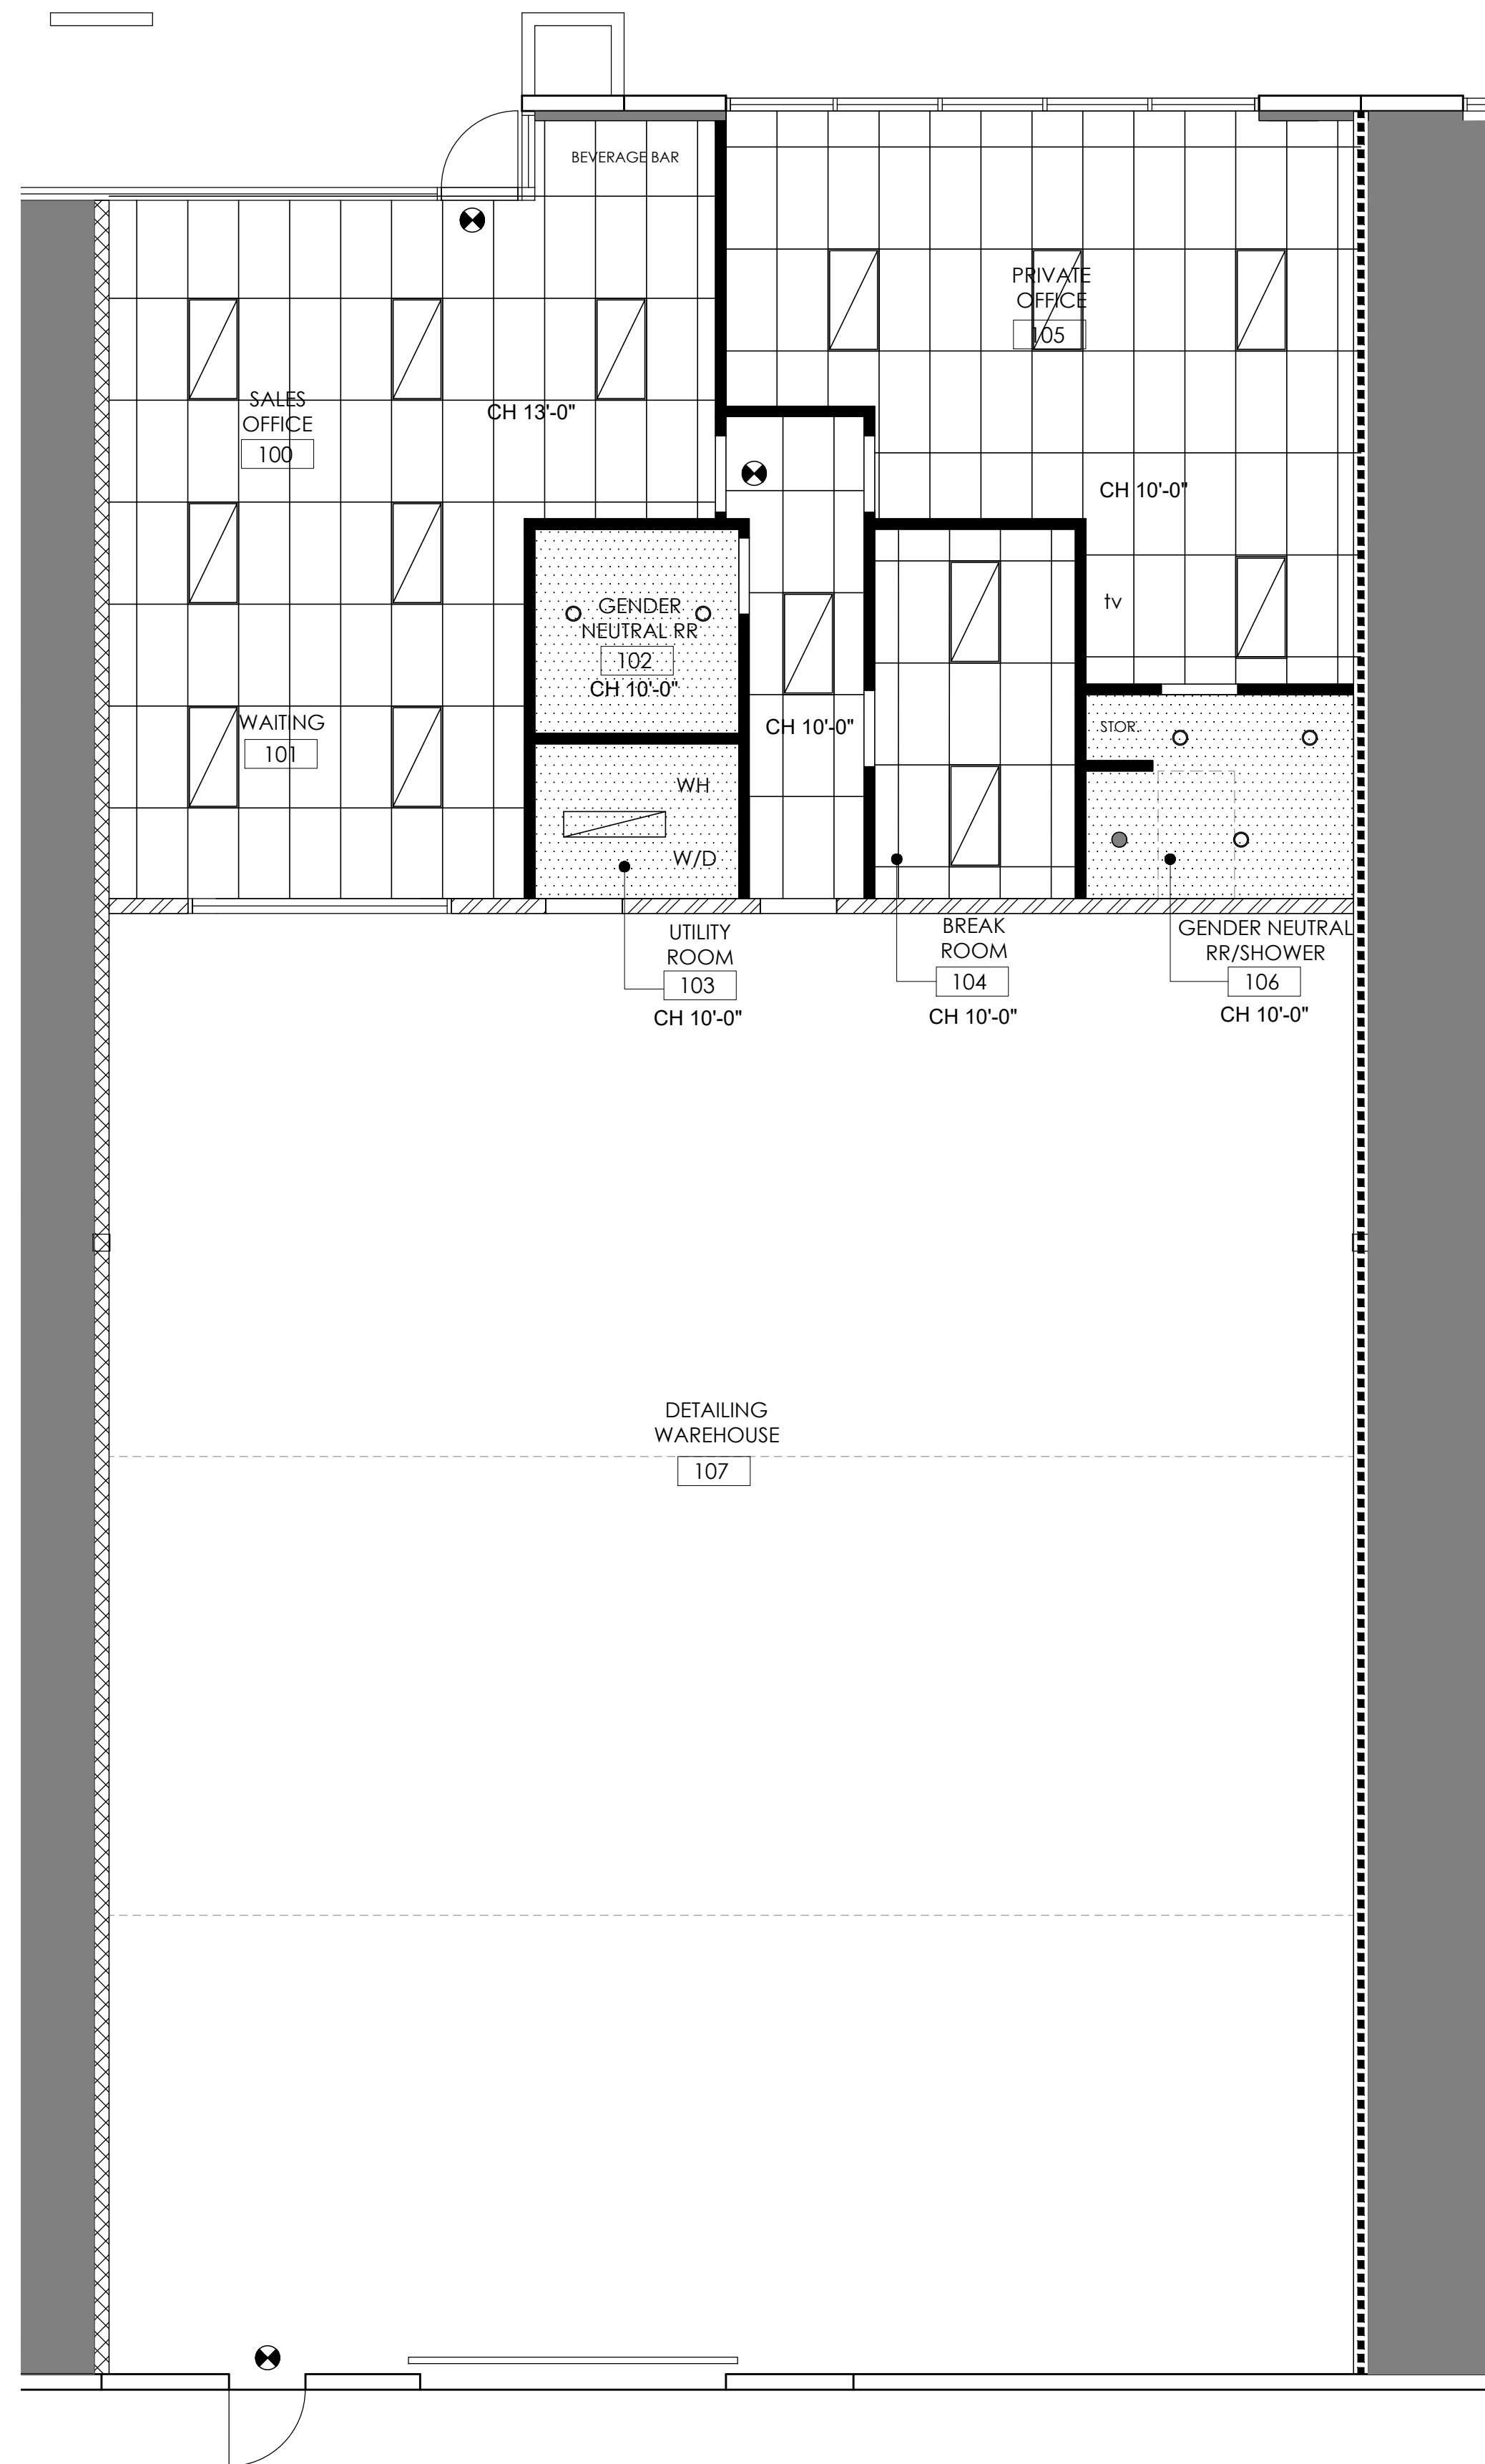 BEVERAGE BAR
PRIVATE
OFFICE
105
SALES
OFFICE
100
CH 13'-0"
CH 10'-0"
GENDER
NEUTRAL RR
102
CH 10'-0"
tv
WAITING
101
CH 10'-0"
STOR.
WH
W/D
UTILITY
ROOM
103
CH 10'-0"
BREAK
ROOM
104
CH 10'-0"
GENDER NEUTRAL
RR/SHOWER
106
CH 10'-0"
DETAILING
WAREHOUSE
107